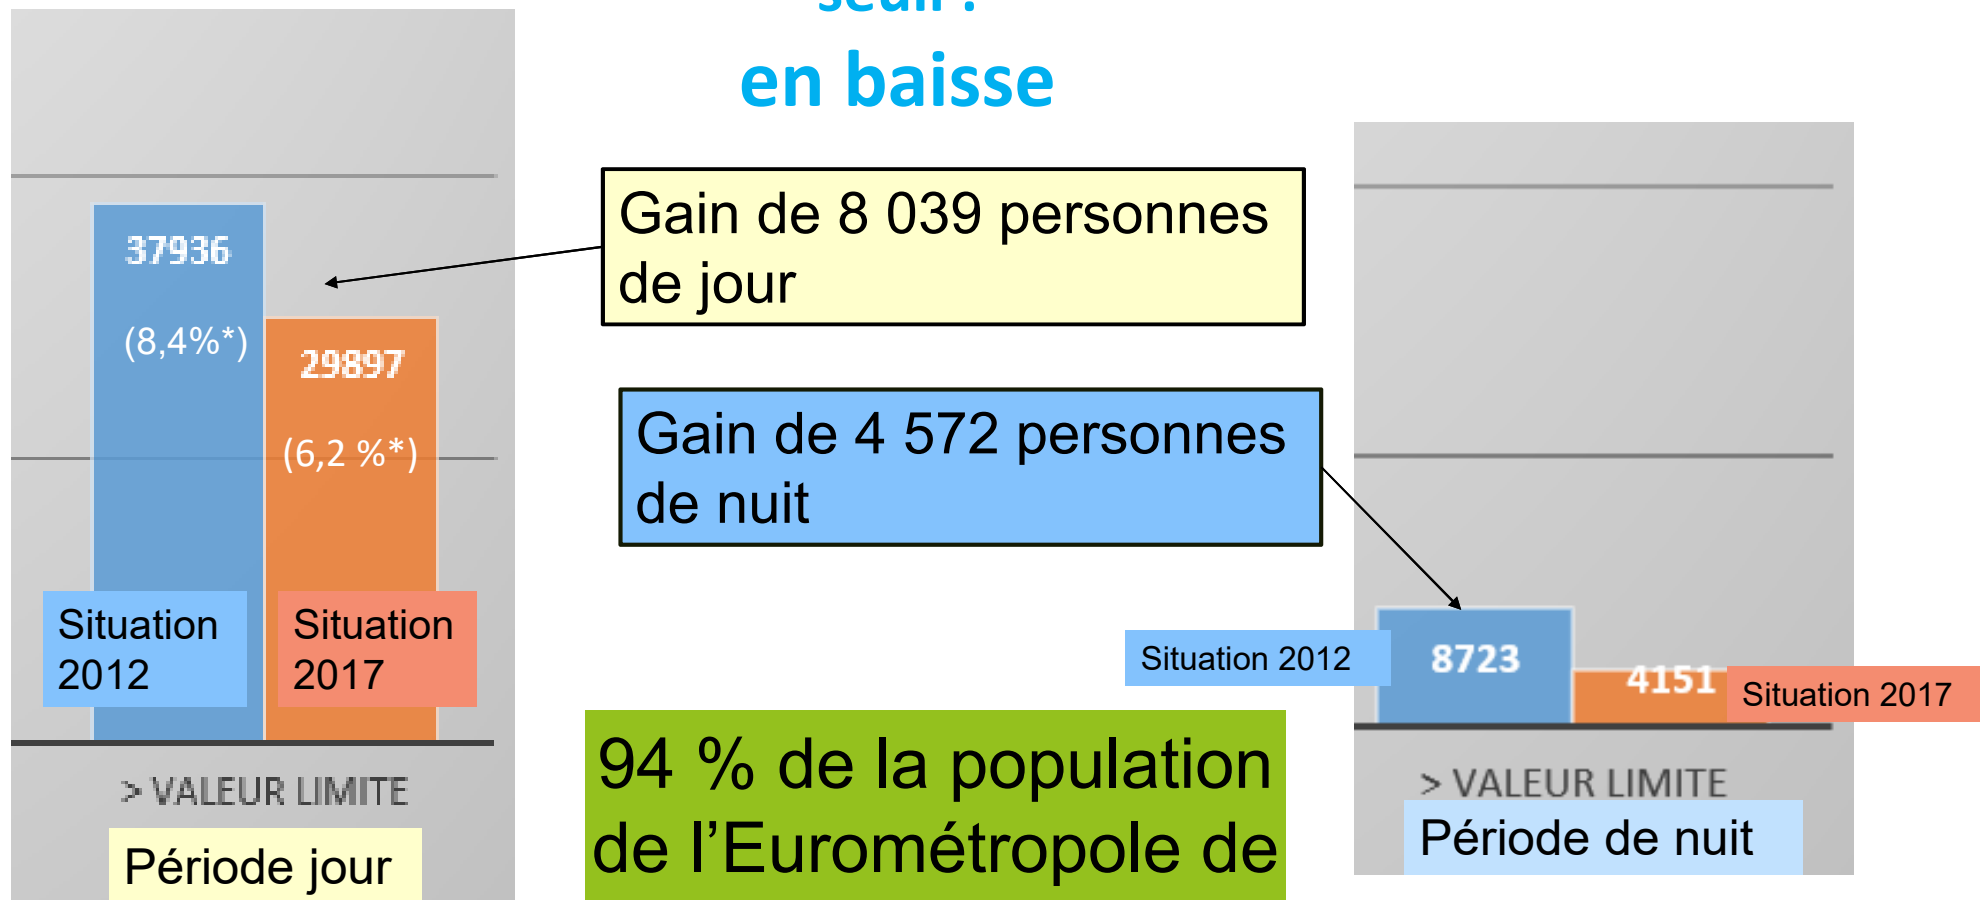 en baisse
37936
(8,4%*)
29897
(6,2 %*)
Situation
2012
Situation
2017
> VALEUR LIMITE
Période jour
Gain de 8 039 personnes
de jour
Gain de 4 572 personnes
de nuit
94 % de la population
de l’Eurométropole de
Situation 2012
8723
4151
Situation 2017
> VALEUR LIMITE
Période de nuit